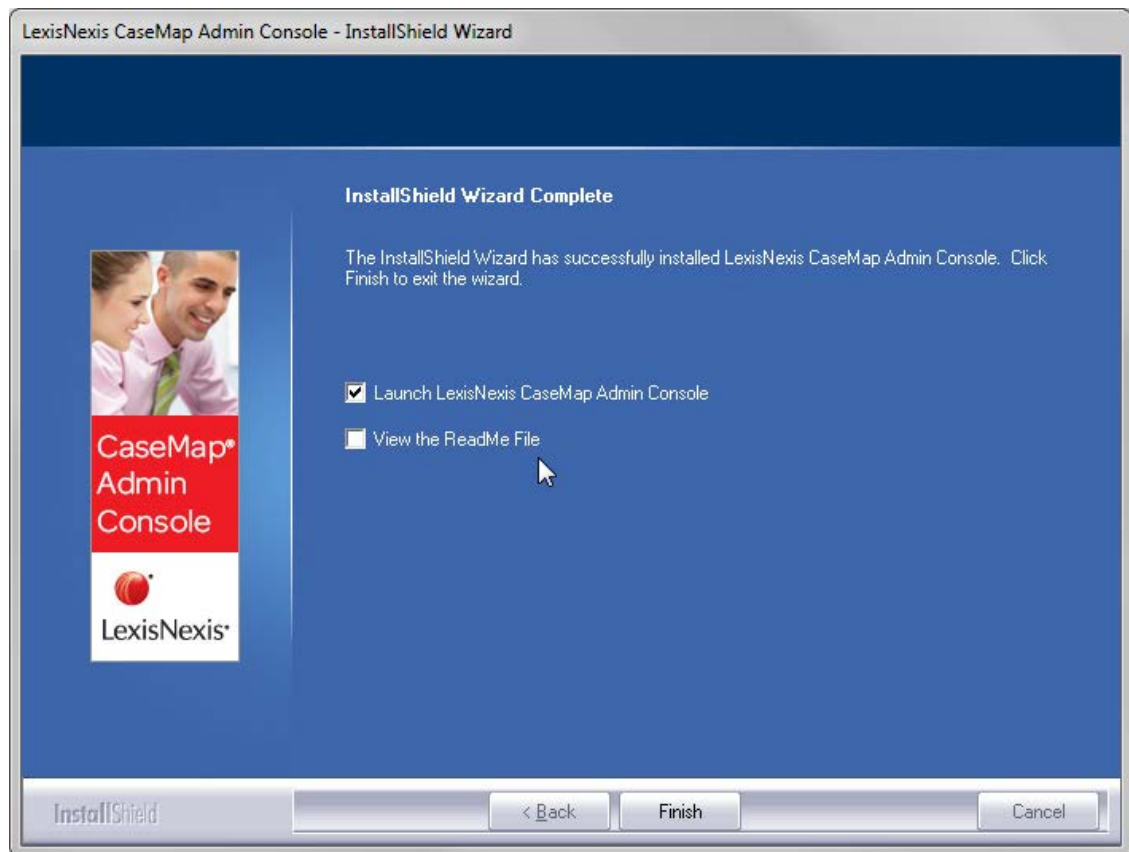 LexisNexis CaseMap Admin Console - InstallShield Wizard
InstallShield Wizard Complete
The InstallShield Wizard has successfully installed LexisNexis CaseMap Admin Console. Click
Finish to exit the wizard.
Launch LexisNexis CaseMap Admin Console
View the ReadMe File
CaseMap®
Admin
Console
LexisNexis®
InstallShield
< Back
Finish
Cancel